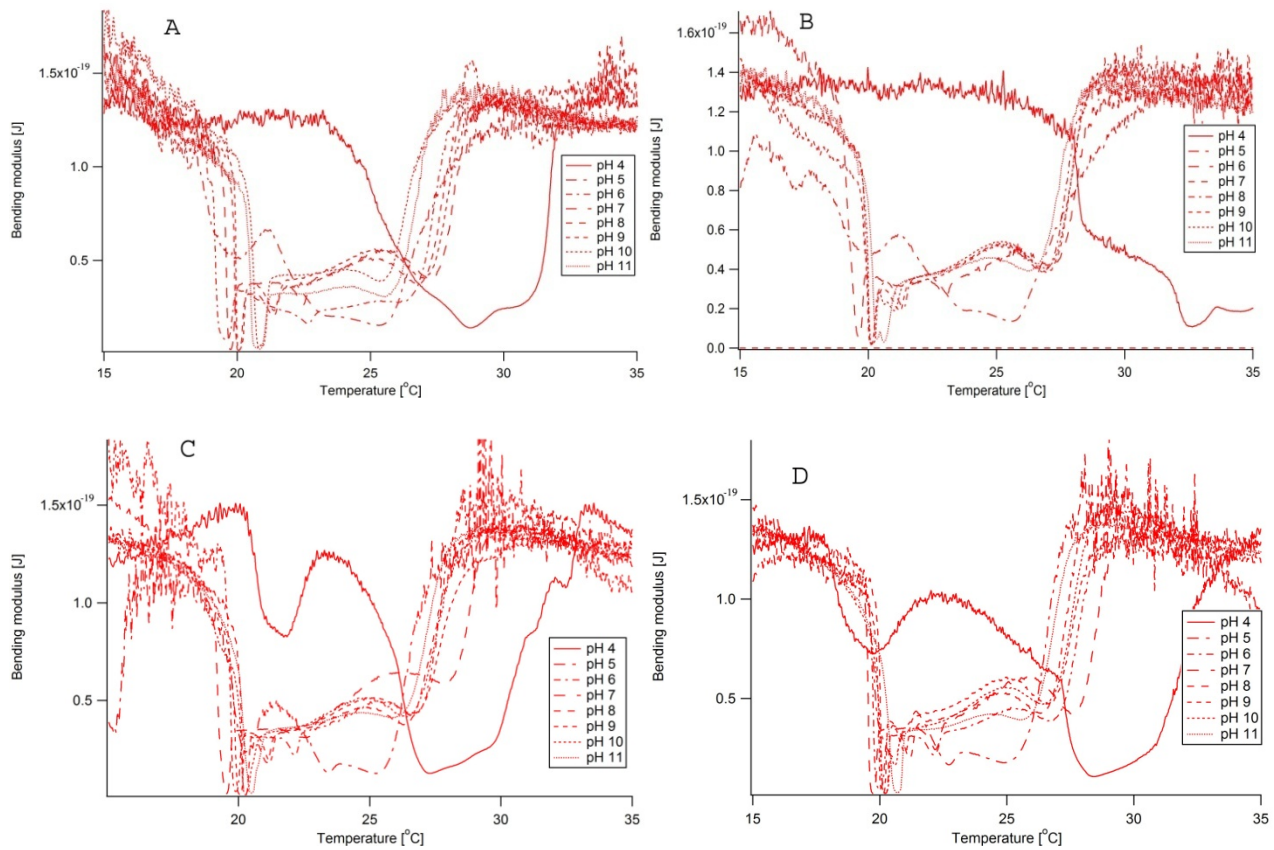 A
Bending modulus [J]
1.5x10-19
1.0
0.5
15
20
25
30
35
Temperature [oC]
pH 4
pH 5
pH 6
pH 7
pH 8
pH 9
pH 10
pH 11
B
Bending modulus [J]
1.6x10-19
1.4
1.2
1.0
0.8
0.6
0.4
0.2
0.0
15
20
25
30
35
Temperature [oC]
pH 4
pH 5
pH 6
pH 7
pH 8
pH 9
pH 10
pH 11
C
Bending modulus [J]
1.5x10-19
1.0
0.5
20
25
30
35
Temperature [oC]
pH 4
pH 5
pH 6
pH 7
pH 8
pH 9
pH 10
pH 11
D
Bending modulus [J]
1.5x10-19
1.0
0.5
15
20
25
30
35
Temperature [oC]
pH 4
pH 5
pH 6
pH 7
pH 8
pH 9
pH 10
pH 11